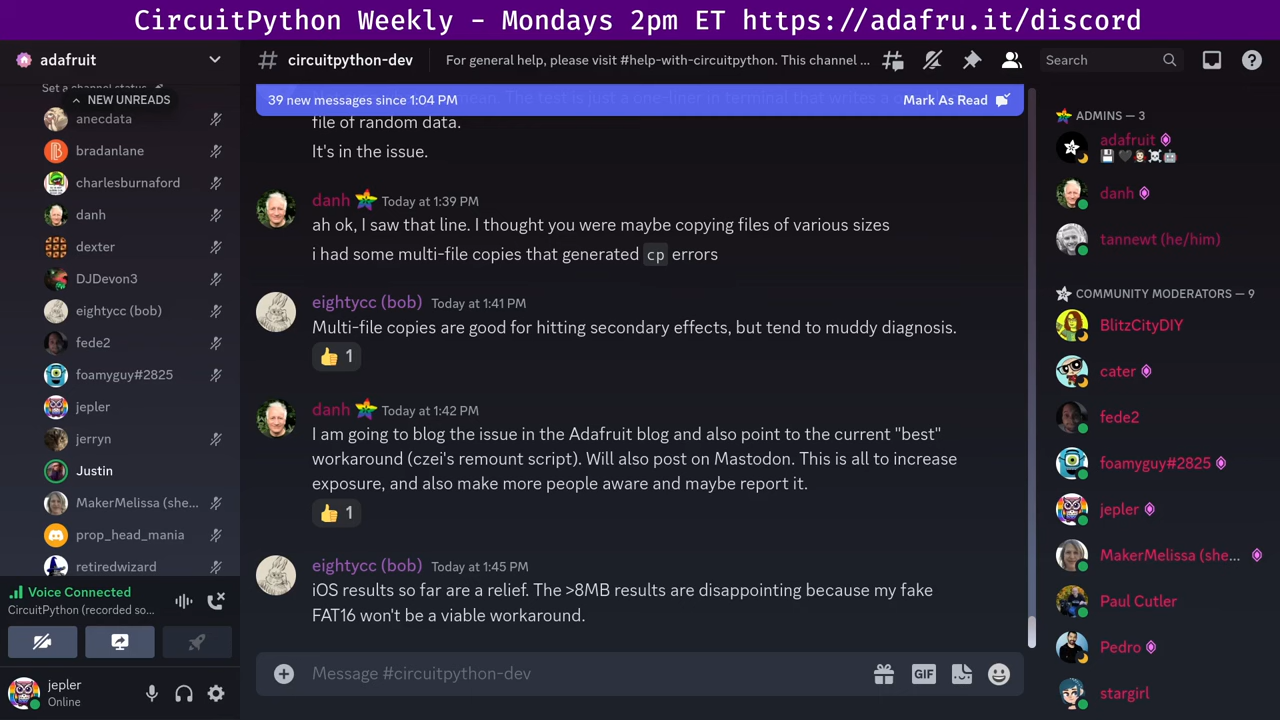 CircuitPython Weekly - Mondays 2pm ET https://adafru.it/discord
adafruit
Set a channel status
NEW UNREADS
anecdata
bradanlane
charlesburnaford
danh
dexter
DJDevon3
eightycc (bob)
fede2
foamyguy#2825
jepler
jerryn
Justin
MakerMelissa (she...
prop_head_mania
retiredwizard
Voice Connected
CircuitPython (recorded so...
jepler
Online
circuitpython-dev
For general help, please visit #help-with-circuitpython. This channel ...
Search
39 new messages since 1:04 PM
Mark As Read
file of random data.
It's in the issue.
danh Today at 1:39 PM
ah ok, I saw that line. I thought you were maybe copying files of various sizes
i had some multi-file copies that generated cp errors
eightycc (bob) Today at 1:41 PM
Multi-file copies are good for hitting secondary effects, but tend to muddy diagnosis.
👍 1
danh Today at 1:42 PM
I am going to blog the issue in the Adafruit blog and also point to the current "best"
workaround (czei's remount script). Will also post on Mastodon. This is all to increase
exposure, and also make more people aware and maybe report it.
👍 1
eightycc (bob) Today at 1:45 PM
iOS results so far are a relief. The >8MB results are disappointing because my fake
FAT16 won't be a viable workaround.
Message #circuitpython-dev
GIF
ADMINS — 3
adafruit
danh
tannewt (he/him)
COMMUNITY MODERATORS — 9
BlitzCityDIY
cater
fede2
foamyguy#2825
jepler
MakerMelissa (she...
Paul Cutler
Pedro
stargirl